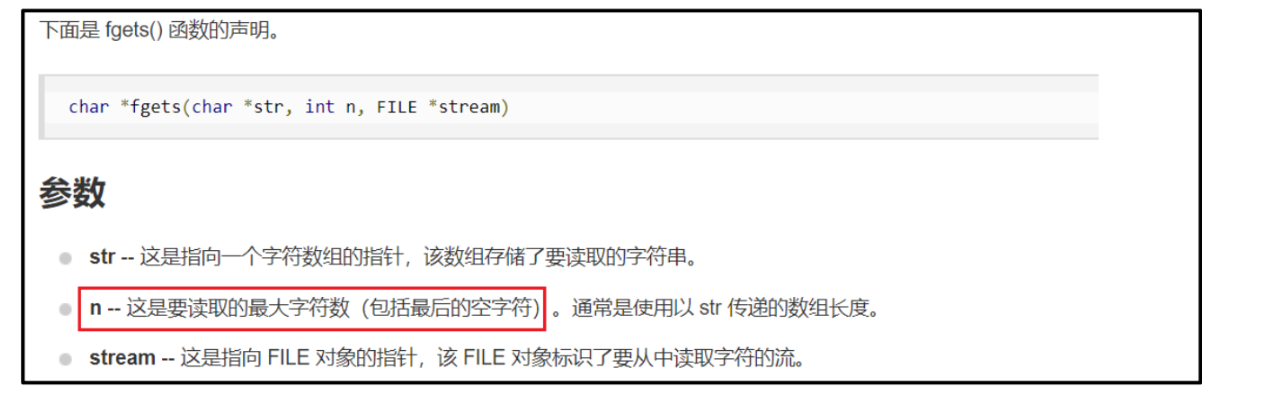 下面是 fgets() 函数的声明。
char *fgets(char *str, int n, FILE *stream)
参数
str -- 这是指向一个字符数组的指针，该数组存储了要读取的字符串。
n -- 这是要读取的最大字符数（包括最后的空字符）。通常是使用以 str 传递的数组长度。
stream -- 这是指向 FILE 对象的指针，该 FILE 对象标识了要从中读取字符的流。